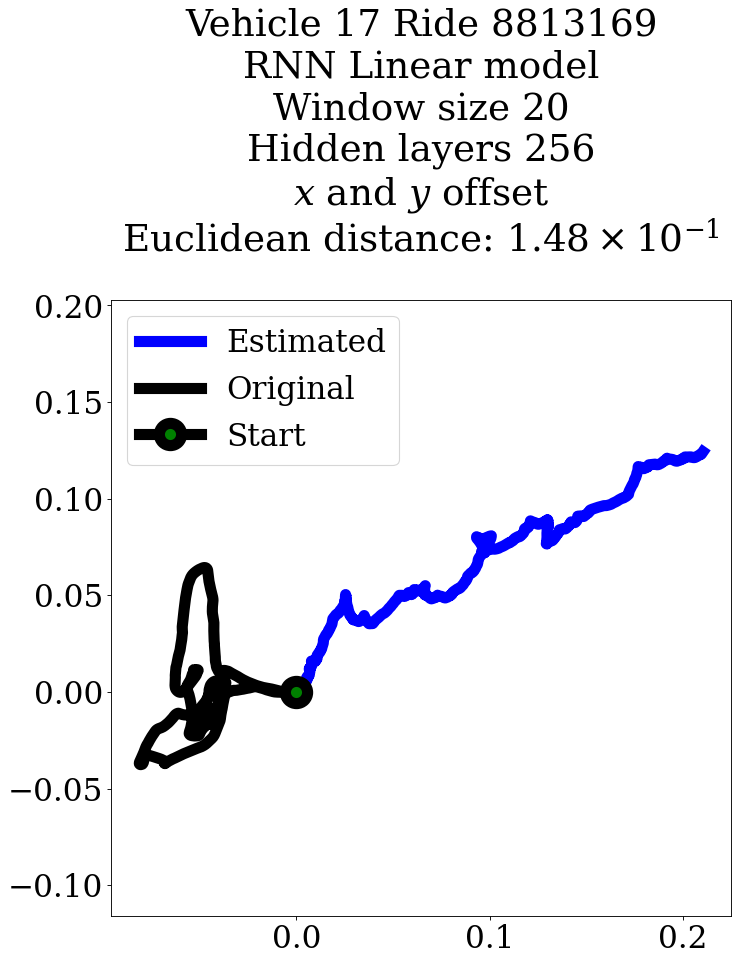 Vehicle 17 Ride 8813169
RNN Linear model
Window size 20
Hidden layers 256
x and y offset
Euclidean distance: 1.48 × 10⁻¹
Estimated
Original
Start
0.20
0.15
0.10
0.05
0.00
−0.05
−0.10
0.0 0.1 0.2